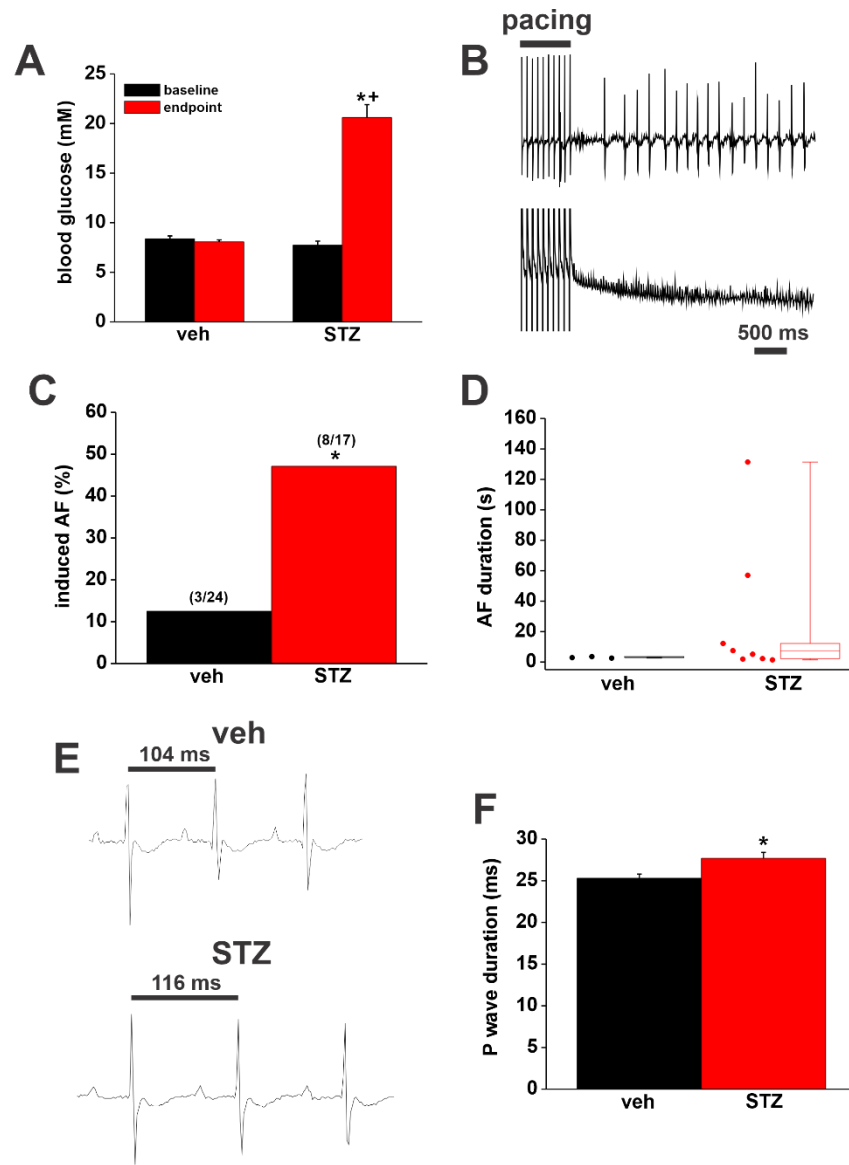 A
25
20
15
10
5
0
blood glucose (mM)
baseline
endpoint
*+
veh STZ
pacing
B
500 ms
C
60
50
40
30
20
10
0
induced AF (%)
(3/24)
(8/17)
*
veh STZ
D
160
140
120
100
80
60
40
20
0
AF duration (s)
veh STZ
E
veh
104 ms
STZ
116 ms
F
30
25
20
15
10
5
0
P wave duration (ms)
*
veh STZ